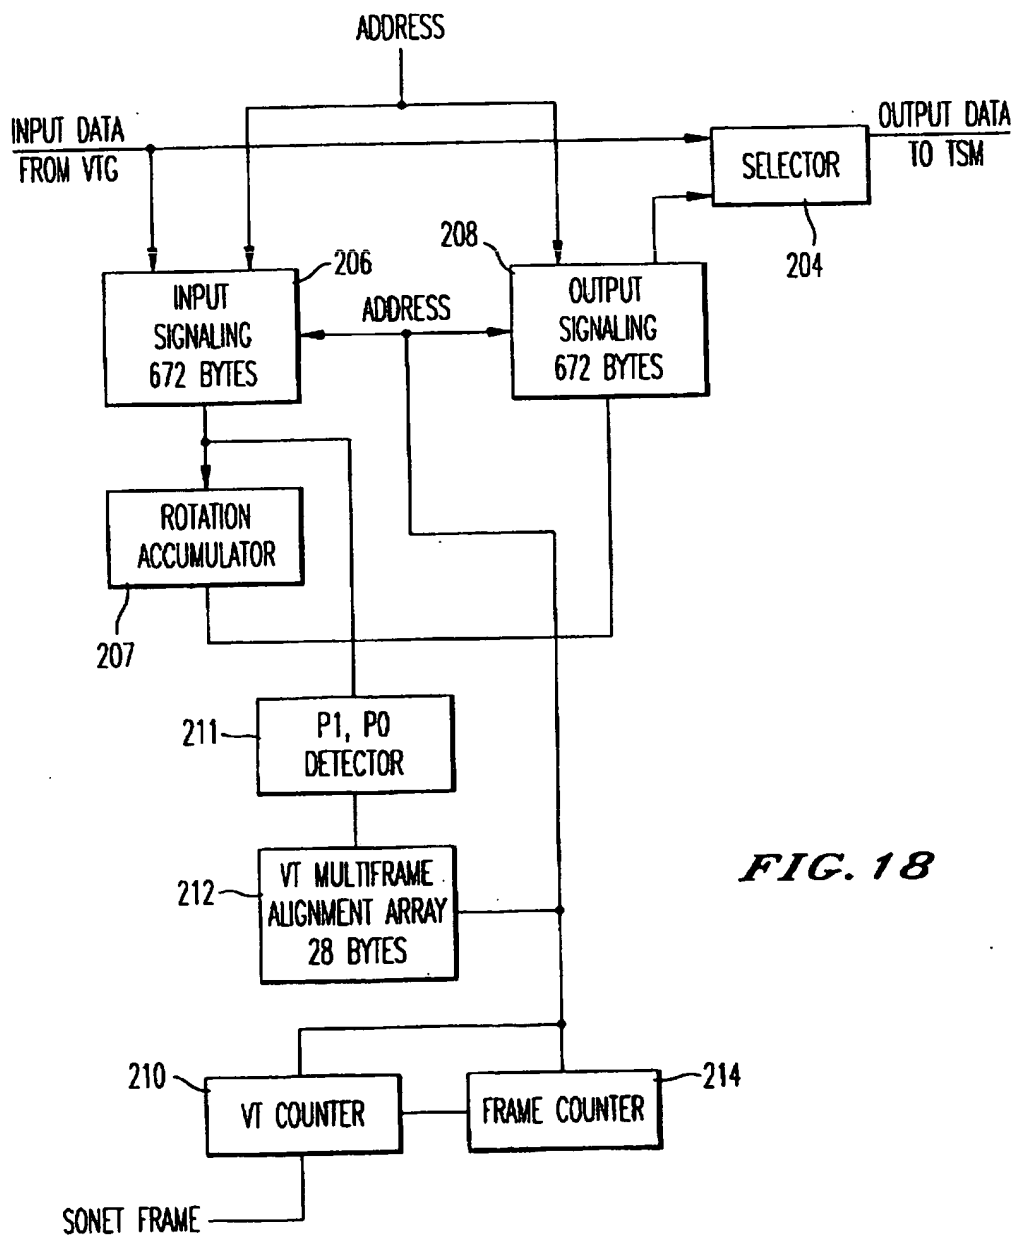 ADDRESS
INPUT DATA
FROM VTG
OUTPUT DATA
TO TSM
SELECTOR
204
206
208
INPUT
SIGNALING
672 BYTES
ADDRESS
OUTPUT
SIGNALING
672 BYTES
ROTATION
ACCUMULATOR
207
211
P1, P0
DETECTOR
212
VT MULTIFRAME
ALIGNMENT ARRAY
28 BYTES
FIG. 18
210
VT COUNTER
FRAME COUNTER
214
SONET FRAME